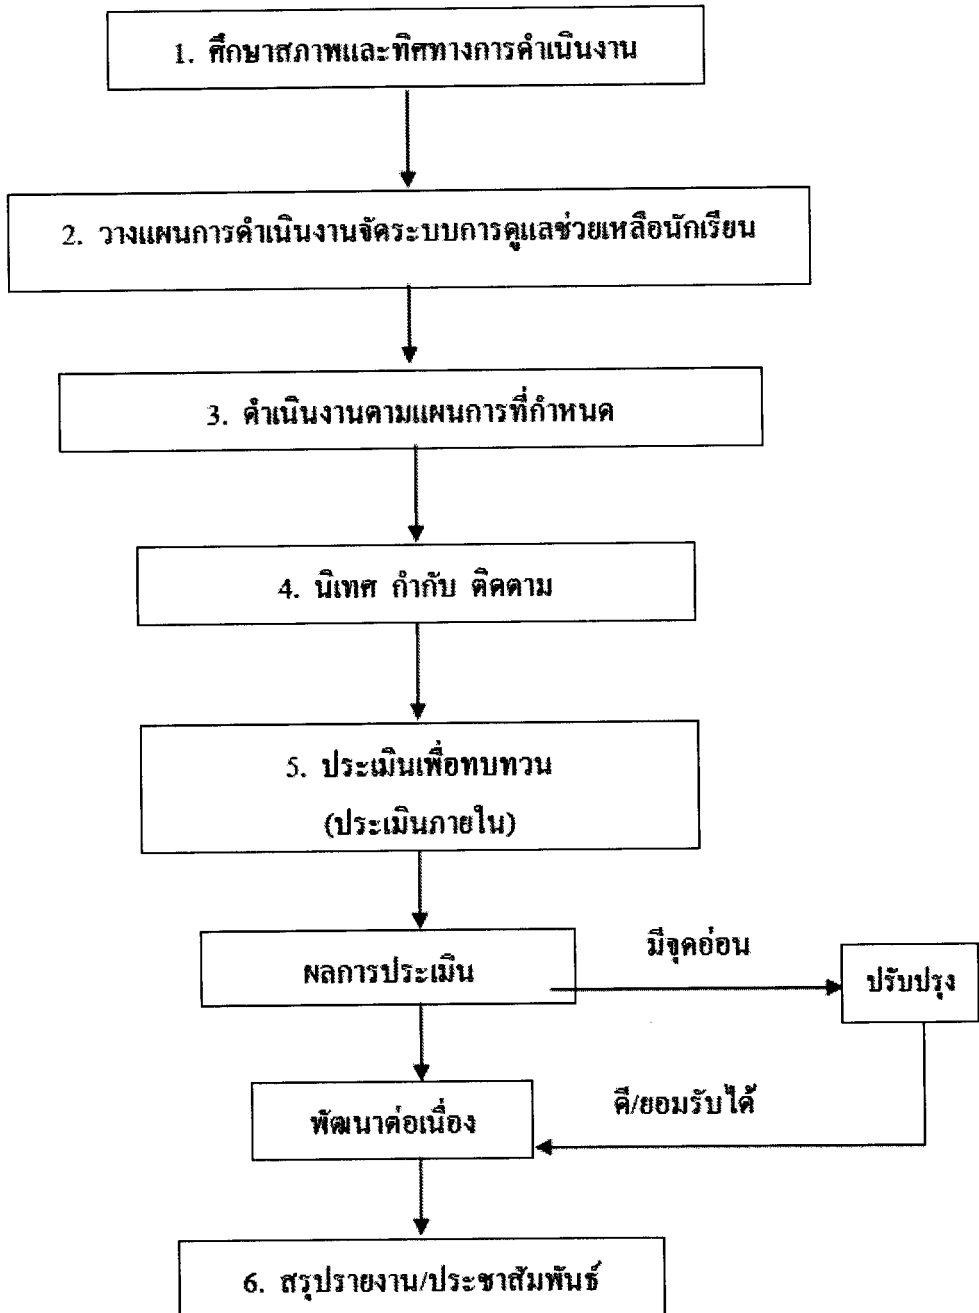 1. ศึกษาสภาพและทิศทางการดำเนินงาน
2. วางแผนการดำเนินงานจัดระบบการดูแลช่วยเหลือนักเรียน
3. ดำเนินงานตามแผนการที่กำหนด
4. นิเทศ กำกับ ติดตาม
5. ประเมินเพื่อทบทวน
(ประเมินภายใน)
มีจุดอ่อน
ผลการประเมิน
ปรับปรุง
ดี/ยอมรับได้
พัฒนาต่อเนื่อง
6. สรุปรายงาน/ประชาสัมพันธ์